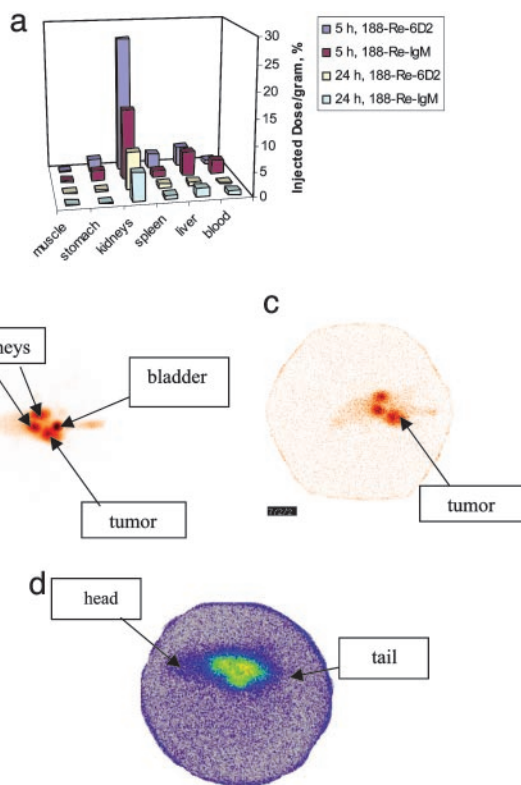 a
30
25
20
15
10
5
0
Injected Dose/gram, %
muscle
stomach
kidneys
spleen
liver
blood
5 h, 188-Re-6D2
5 h, 188-Re-IgM
24 h, 188-Re-6D2
24 h, 188-Re-IgM
neys
bladder
tumor
c
tumor
d
head
tail